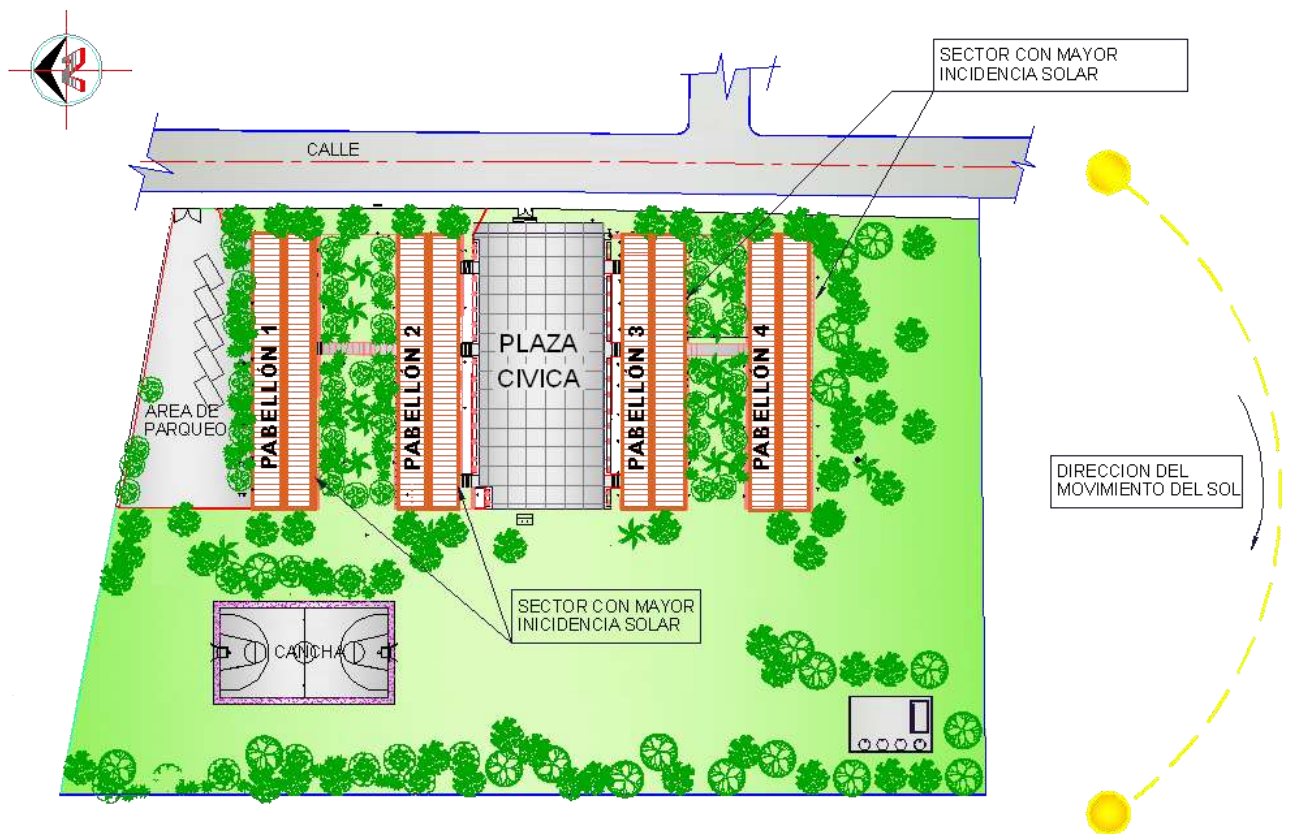 SECTOR CON MAYOR
INCIDENCIA SOLAR
CALLE
PABELLÓN 1
PABELLÓN 2
PLAZA
CIVICA
PABELLÓN 3
PABELLÓN 4
AREA DE
PARQUEO
DIRECCION DEL
MOVIMIENTO DEL SOL
SECTOR CON MAYOR
INICIDENCIA SOLAR
CANCHA